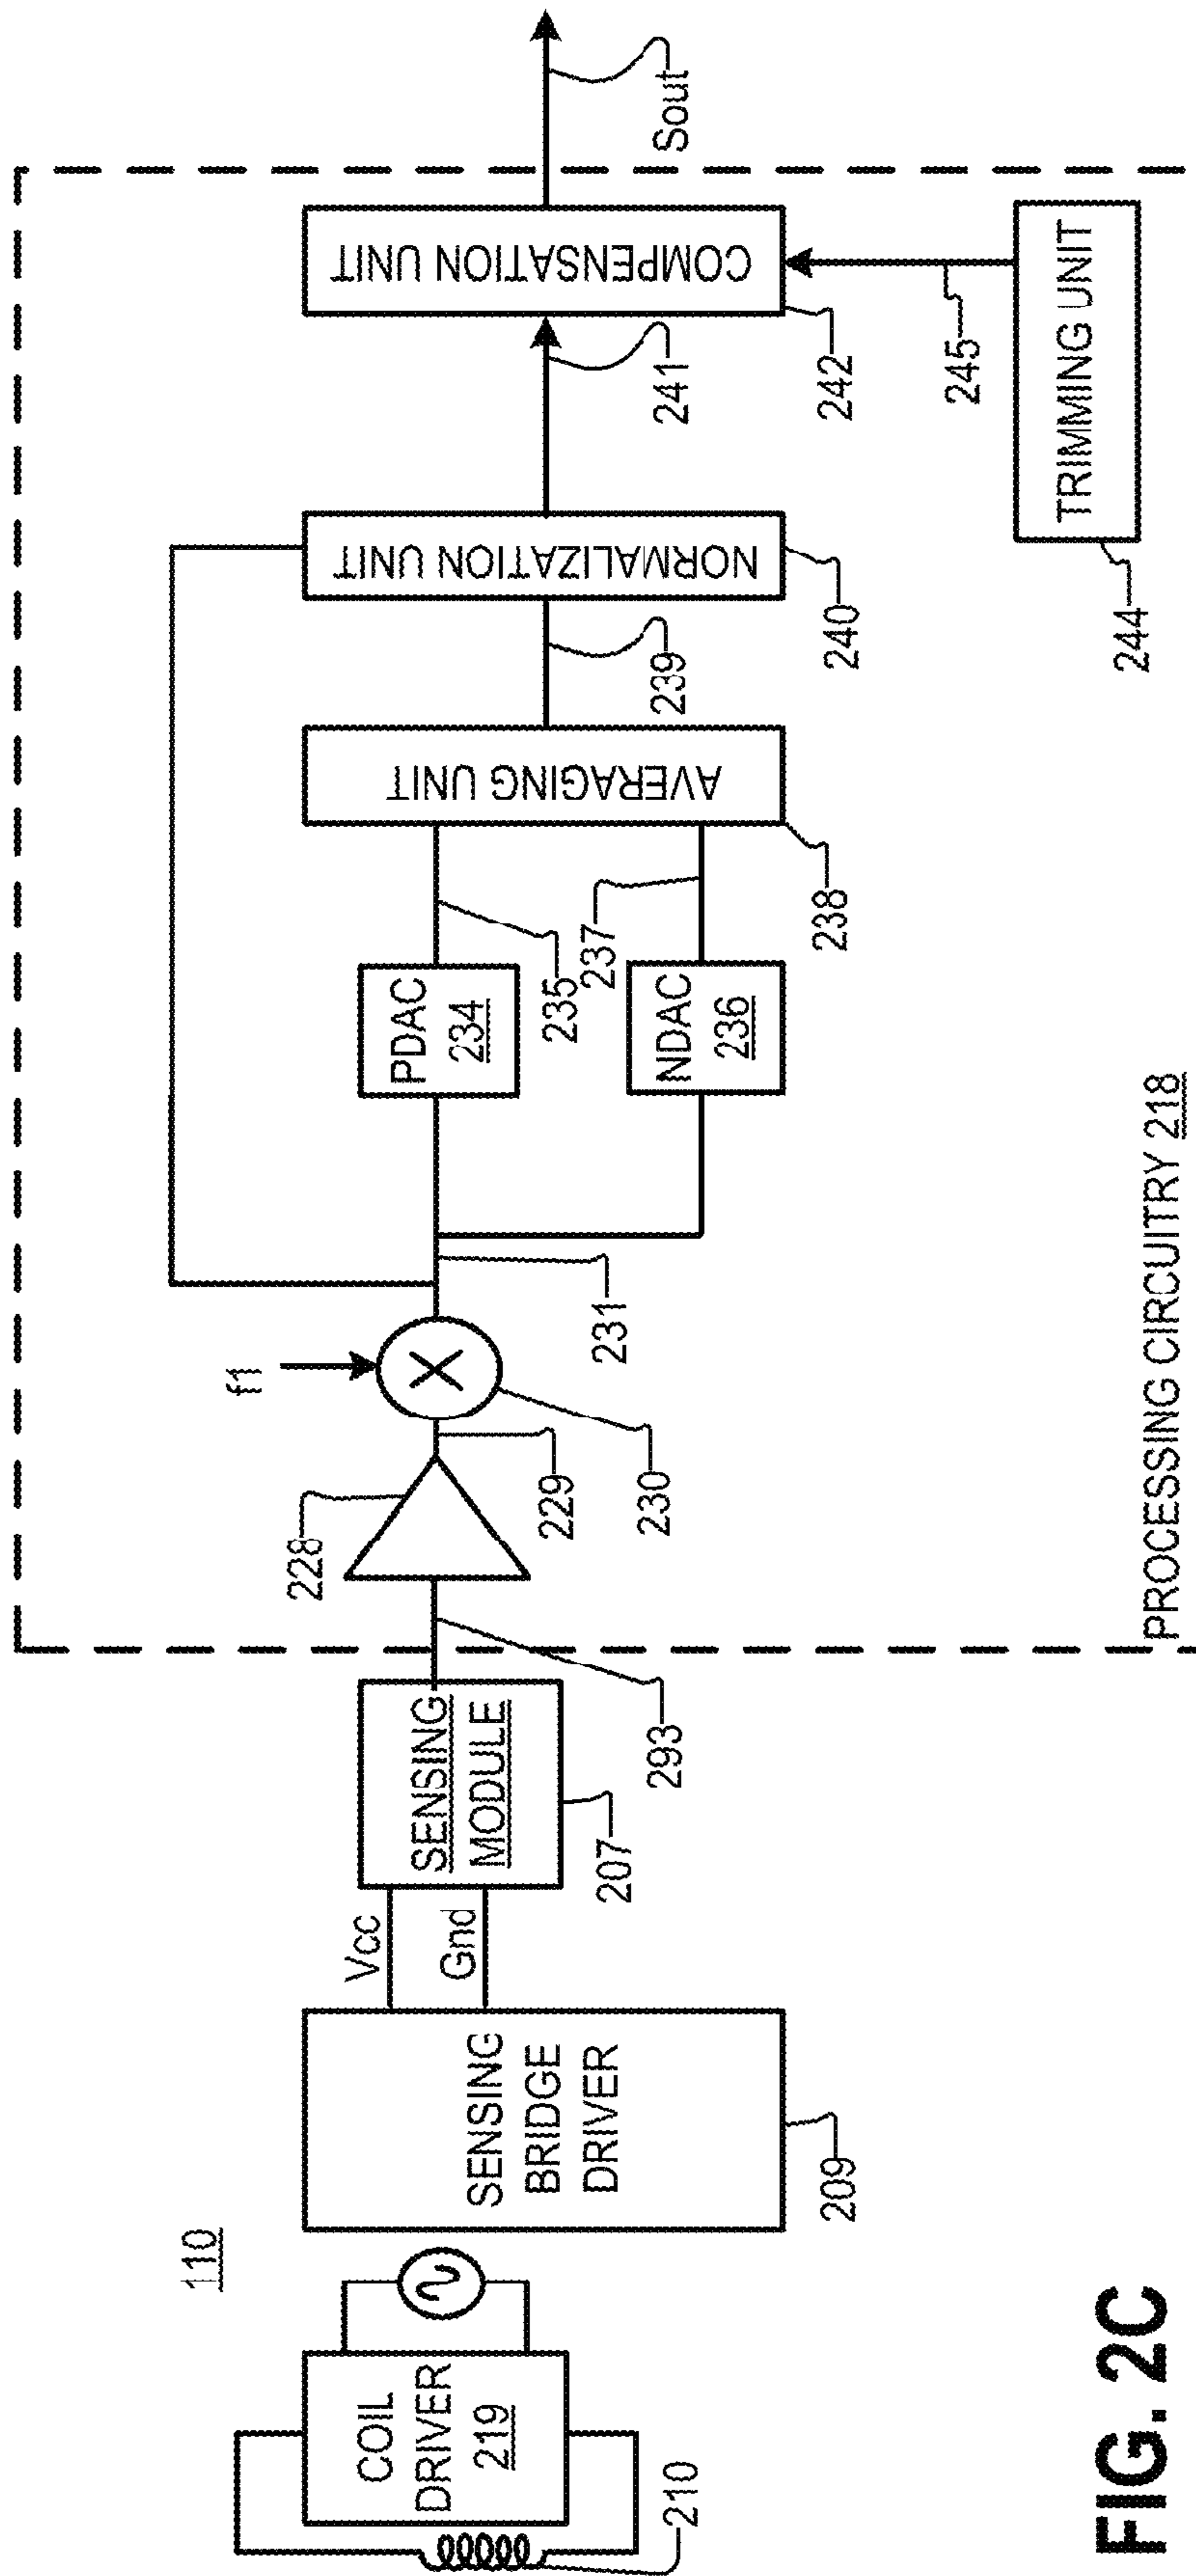 110
COIL
DRIVER
219
210
SENSING
BRIDGE
DRIVER
209
Vcc
Gnd
SENSING
MODULE
207
293
228
229
f1
230
231
PDAC
234
235
NDAC
236
237
AVERAGING UNIT
238
239
NORMALIZATION UNIT
240
241
COMPENSATION UNIT
242
245
TRIMMING UNIT
244
Sout
PROCESSING CIRCUITRY 218
FIG. 2C